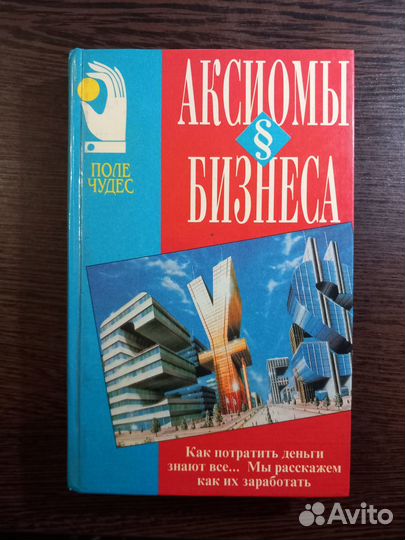 ПОЛЕ
ЧУДЕС
АКСИОМЫ
§
БИЗНЕСА
Как потратить деньги
знают все... Мы расскажем
как их заработать
Avito